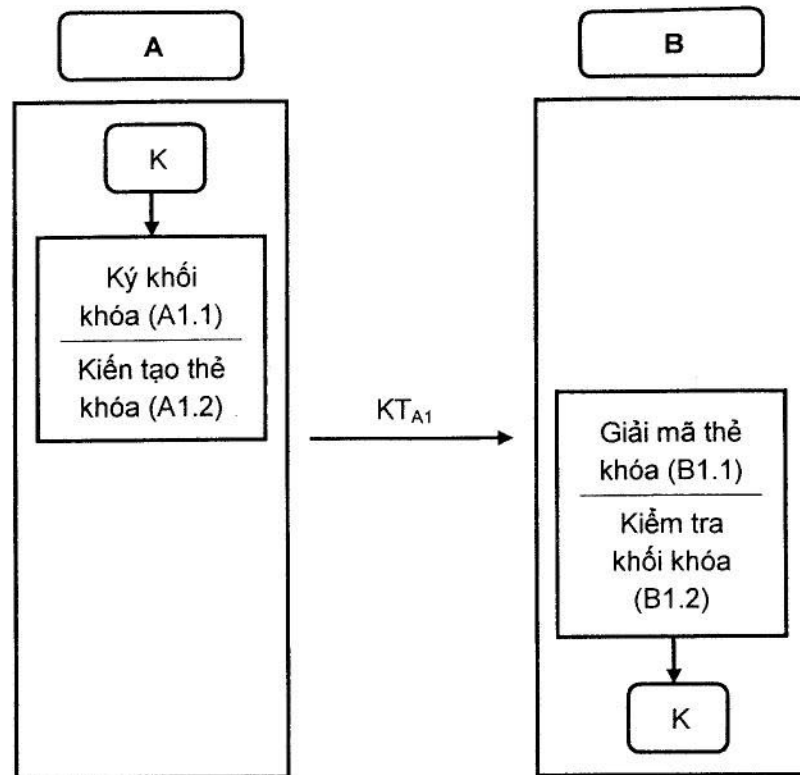 A
B
K
Ký khối
khóa (A1.1)
Kiến tạo thẻ
khóa (A1.2)
KTA1
Giải mã thẻ
khóa (B1.1)
Kiểm tra
khối khóa
(B1.2)
K